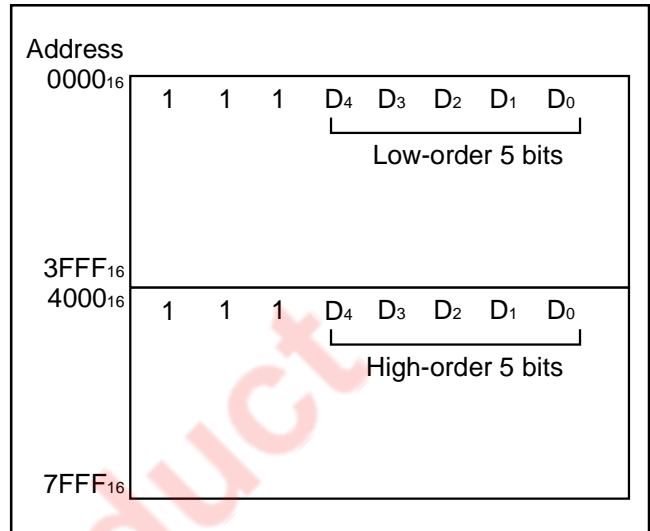 Address
0000₁₆
1 1 1 D₄ D₃ D₂ D₁ D₀
Low-order 5 bits
3FFF₁₆
4000₁₆
1 1 1 D₄ D₃ D₂ D₁ D₀
High-order 5 bits
7FFF₁₆
duct